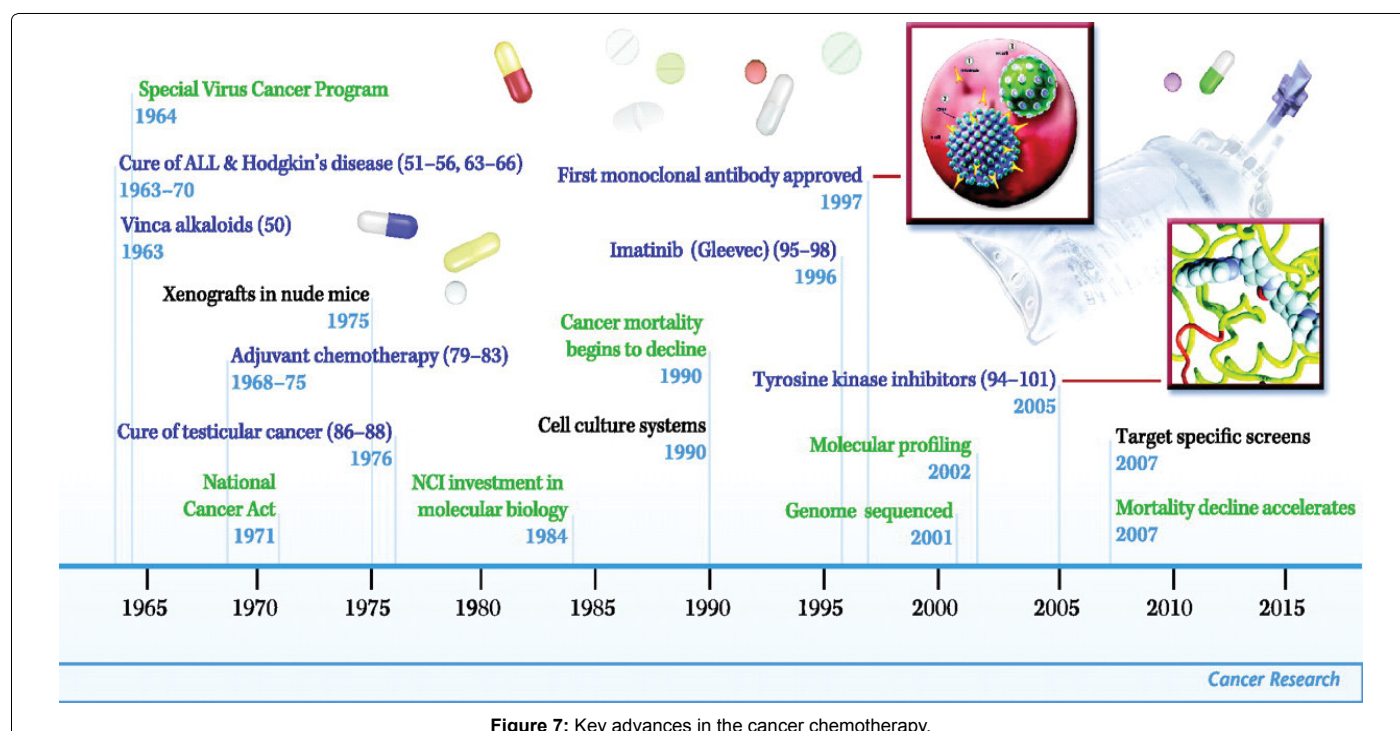 Special Virus Cancer Program
1964
Cure of ALL & Hodgkin's disease (51–56, 63–66)
1963–70
Vinca alkaloids (50)
1963
Xenografts in nude mice
1975
Adjuvant chemotherapy (79–83)
1968–75
Cure of testicular cancer (86–88)
1976
National
Cancer Act
1971
NCI investment in
molecular biology
1984
First monoclonal antibody approved
1997
Imatinib (Gleevec) (95–98)
1996
Cancer mortality
begins to decline
1990
Cell culture systems
1990
Tyrosine kinase inhibitors (94–101)
2005
Molecular profiling
2002
Genome sequenced
2001
Target specific screens
2007
Mortality decline accelerates
2007
1965 1970 1975 1980 1985 1990 1995 2000 2005 2010 2015
Cancer Research
Figure 7: Key advances in the cancer chemotherapy.